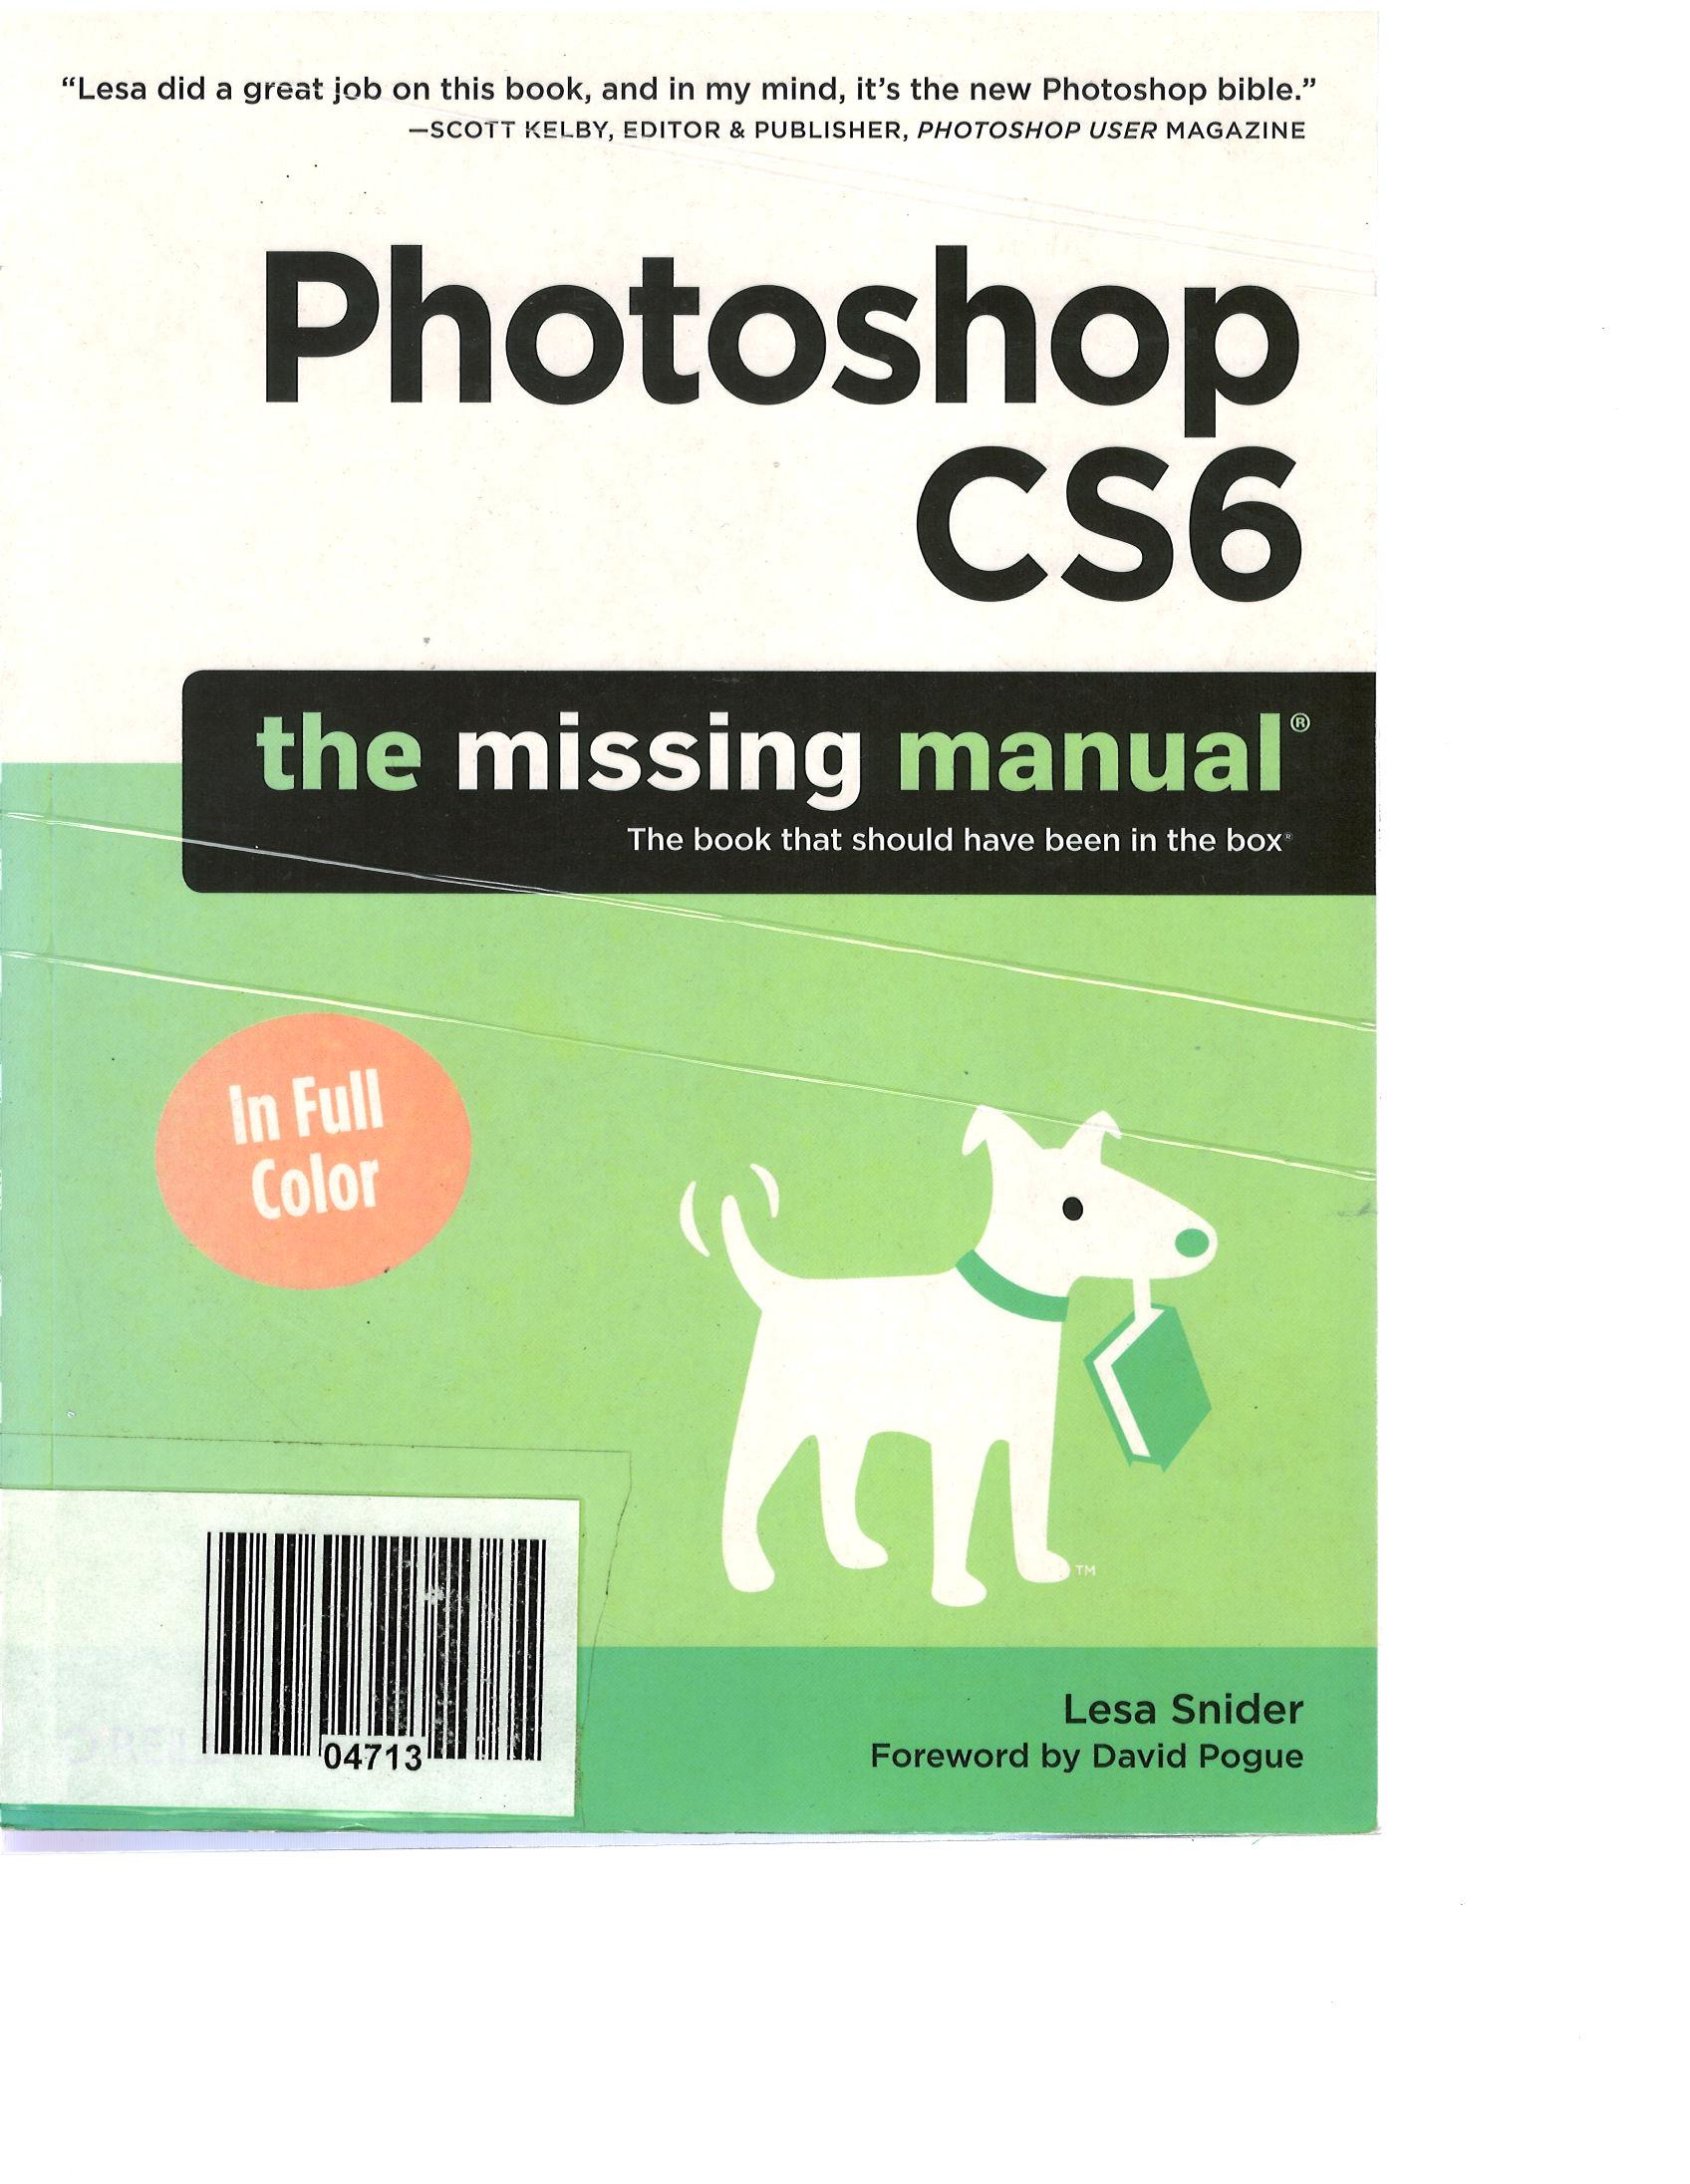 “Lesa did a great job on this book, and in my mind, it’s the new Photoshop bible.”
—SCOTT KELBY, EDITOR & PUBLISHER, PHOTOSHOP USER MAGAZINE
Photoshop
CS6
the missing manual®
The book that should have been in the box®
In Full
Color
™
04713
Lesa Snider
Foreword by David Pogue